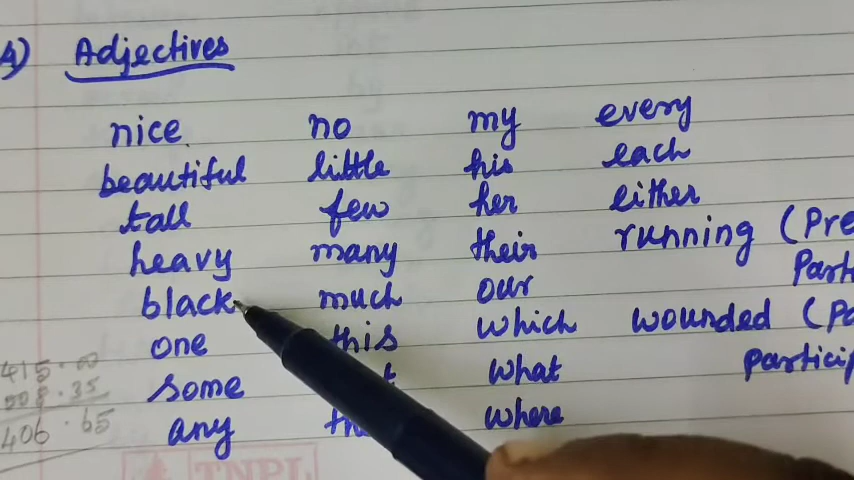 4) Adjectives
nice no my every
beautiful little his each
tall few her either
heavy many their running (Pre
Parti
black much our
one this which wounded (Pa
particip
some what
any where
415.00
008.35
406.65
TNPL